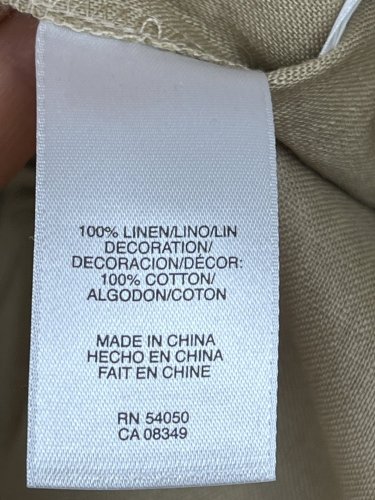 100% LINEN/LINO/LIN
DECORATION/
DECORACION/DÉCOR:
100% COTTON/
ALGODON/COTON
MADE IN CHINA
HECHO EN CHINA
FAIT EN CHINE
RN 54050
CA 08349